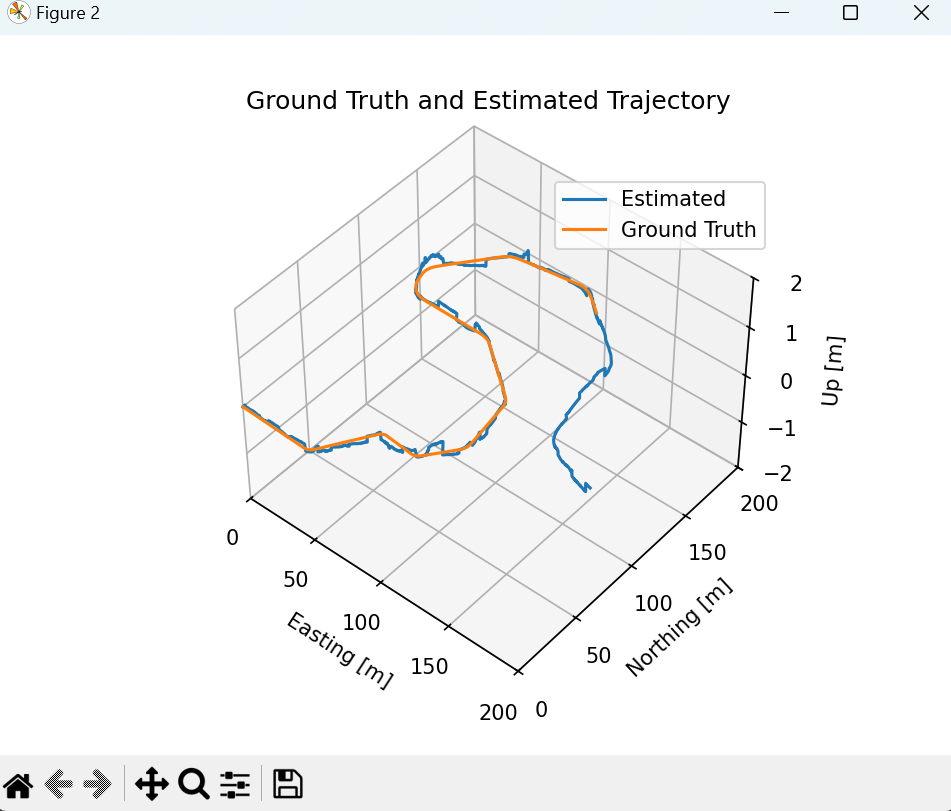 Figure 2
Ground Truth and Estimated Trajectory
Estimated
Ground Truth
2
1
0
−1
−2
Up [m]
200
150
100
50
0
Northing [m]
0
50
100
150
200
Easting [m]